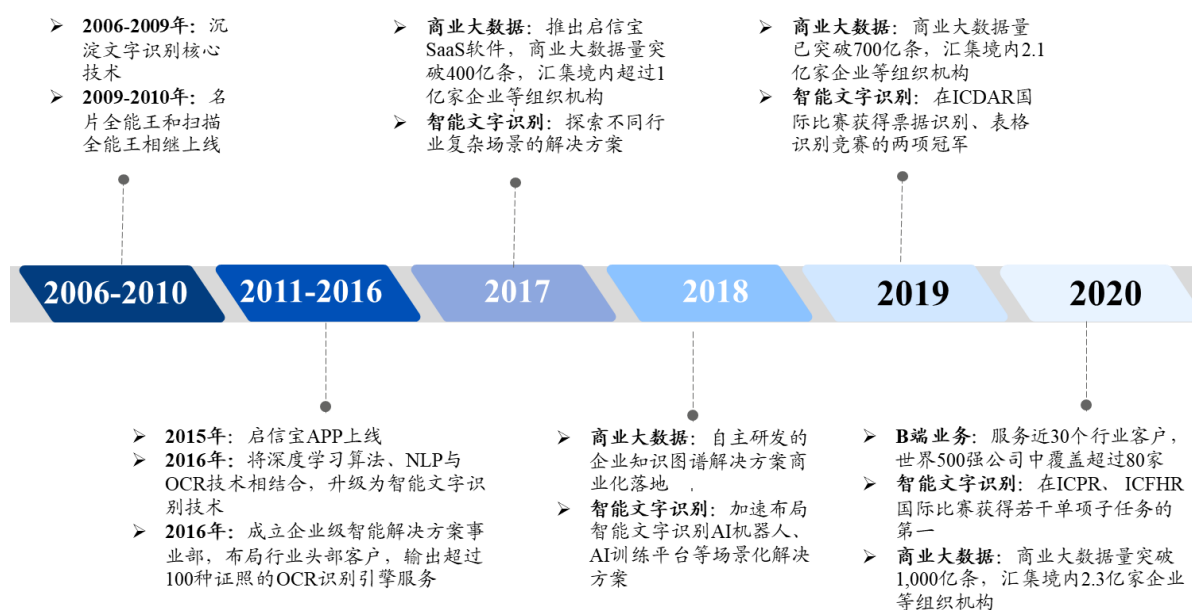 ➢ 2006-2009年：沉
淀文字识别核心
技术
➢ 2009-2010年：名
片全能王和扫描
全能王相继上线
➢ 商业大数据：推出启信宝
SaaS软件，商业大数据量突
破400亿条，汇集境内超过1
亿家企业等组织机构
➢ 智能文字识别：探索不同行
业复杂场景的解决方案
➢ 商业大数据：商业大数据量
已突破700亿条，汇集境内2.1
亿家企业等组织机构
➢ 智能文字识别：在ICDAR国
际比赛获得票据识别、表格
识别竞赛的两项冠军
2006-2010
2011-2016
2017
2018
2019
2020
➢ 2015年：启信宝APP上线
➢ 2016年：将深度学习算法、NLP与
OCR技术相结合，升级为智能文字识
别技术
➢ 2016年：成立企业级智能解决方案事
业部，布局行业头部客户，输出超过
100种证照的OCR识别引擎服务
➢ 商业大数据：自主研发的
企业知识图谱解决方案商
业化落地
➢ 智能文字识别：加速布局
智能文字识别AI机器人、
AI训练平台等场景化解决
方案
➢ B端业务：服务近30个行业客户，
世界500强公司中覆盖超过80家
➢ 智能文字识别：在ICPR、ICFHR
国际比赛获得若干单项子任务的
第一
➢ 商业大数据：商业大数据量突破
1,000亿条，汇集境内2.3亿家企业
等组织机构